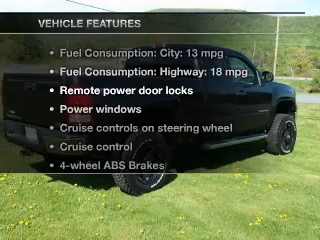 VEHICLE FEATURES
• Fuel Consumption: City: 13 mpg
• Fuel Consumption: Highway: 18 mpg
• Remote power door locks
• Power windows
• Cruise controls on steering wheel
• Cruise control
• 4-wheel ABS Brakes